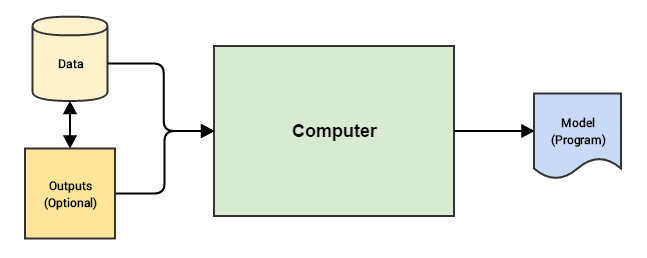 Data
Outputs
(Optional)
Computer
Model
(Program)